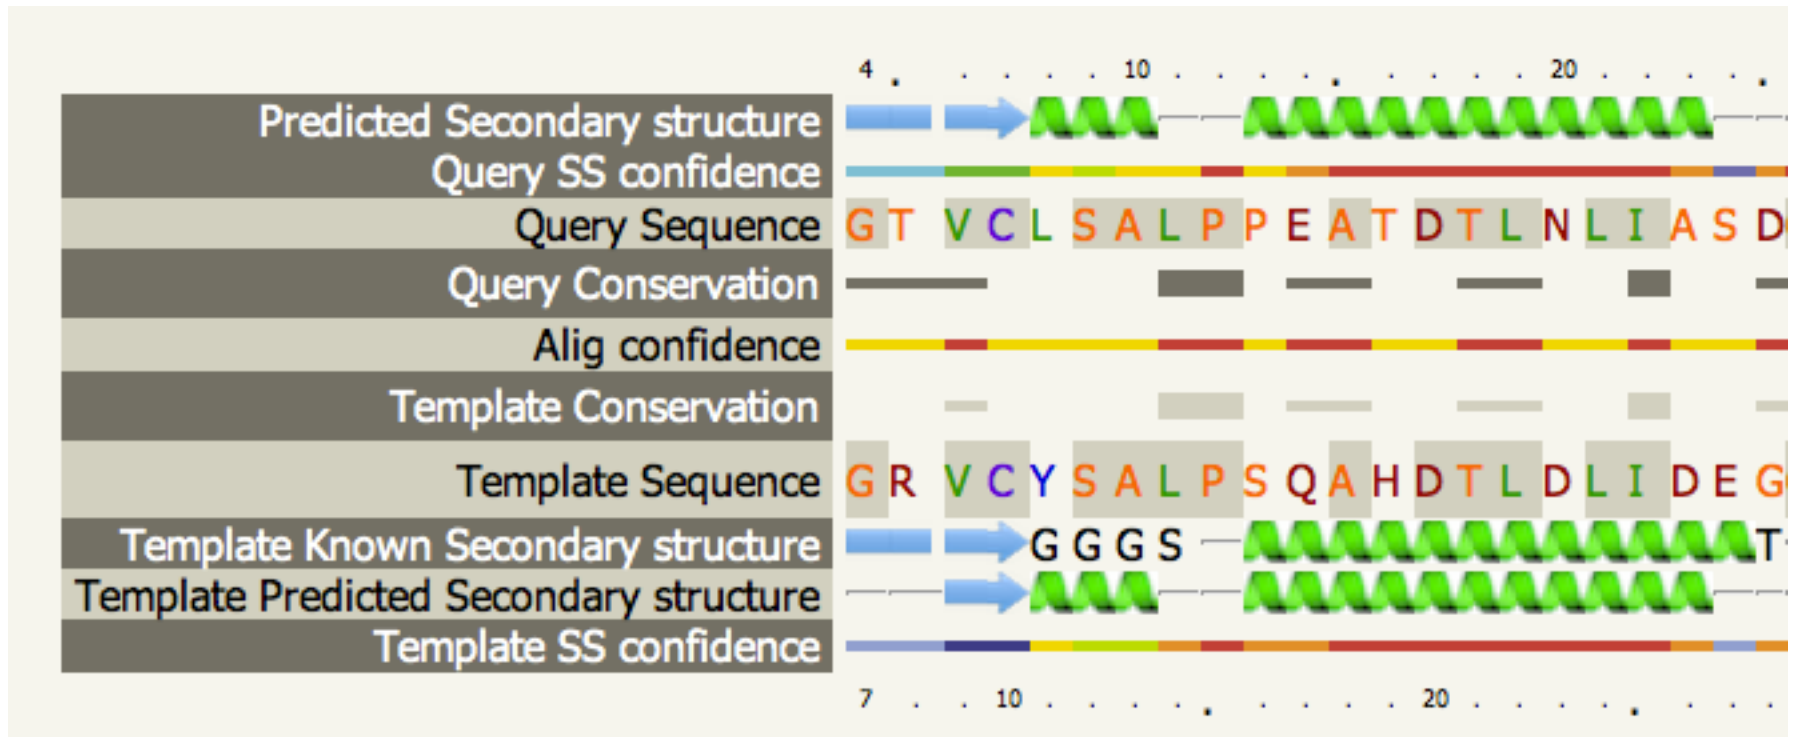 4 . . . . . 10 . . . . . . . . . 20 . . . . .
Predicted Secondary structure
Query SS confidence
Query Sequence G T V C L S A L P P E A T D T L N L I A S D
Query Conservation
Alig confidence
Template Conservation
Template Sequence G R V C Y S A L P S Q A H D T L D L I D E G
Template Known Secondary structure G G G S T
Template Predicted Secondary structure
Template SS confidence
7 . . 10 . . . . . . . . . 20 . . . . . . . .